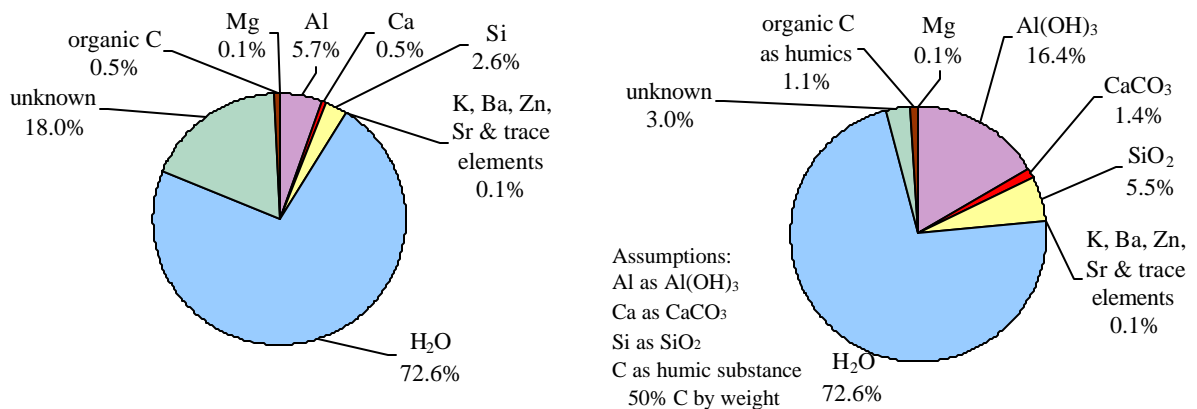 Mg
0.1%
Al
5.7%
Ca
0.5%
Si
2.6%
organic C
0.5%
unknown
18.0%
K, Ba, Zn,
Sr & trace
elements
0.1%
H₂O
72.6%
organic C
as humics
1.1%
Mg
0.1%
Al(OH)₃
16.4%
unknown
3.0%
CaCO₃
1.4%
SiO₂
5.5%
K, Ba, Zn,
Sr & trace
elements
0.1%
Assumptions:
Al as Al(OH)₃
Ca as CaCO₃
Si as SiO₂
C as humic substance
50% C by weight
H₂O
72.6%